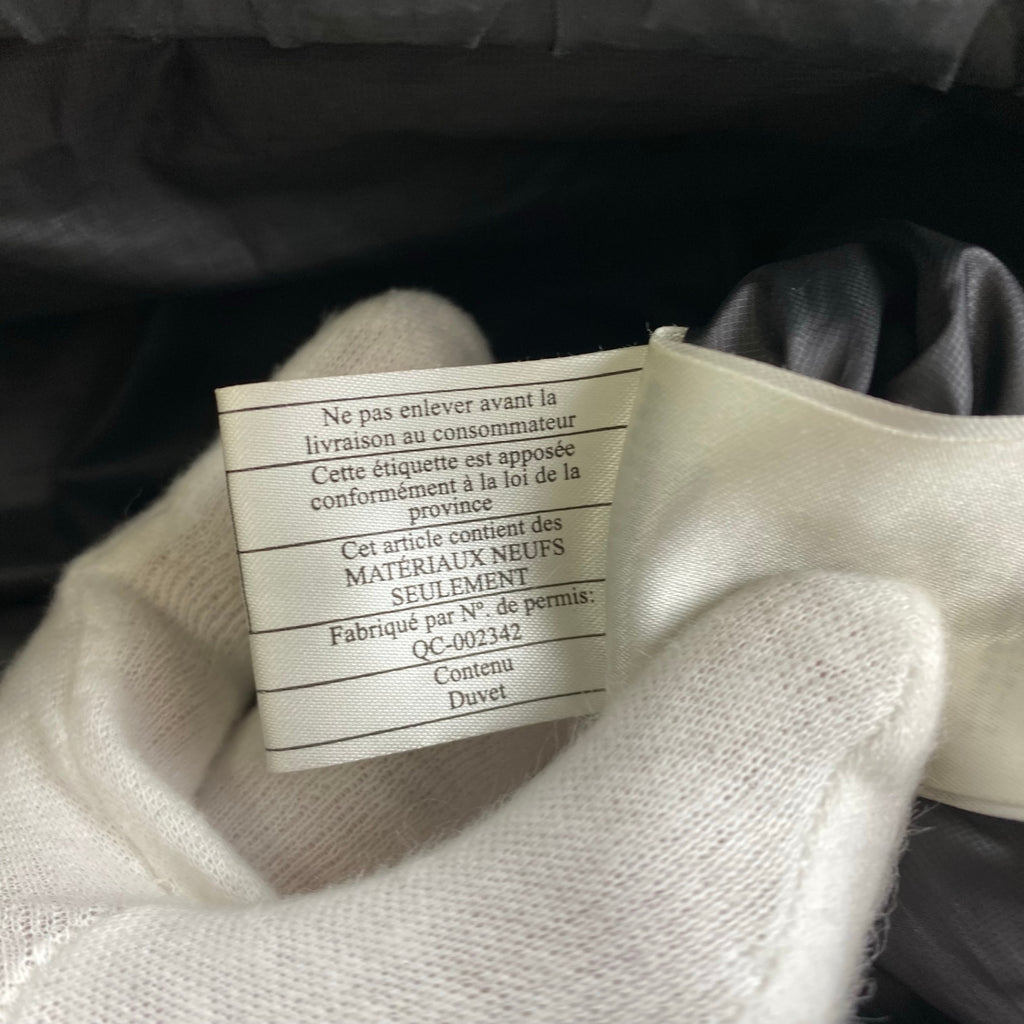 Ne pas enlever avant la
livraison au consommateur
Cette étiquette est apposée
conformément à la loi de la
province
Cet article contient des
MATÉRIAUX NEUFS
SEULEMENT
Fabriqué par Nº. de permis:
QC-002342
Contenu
Duvet